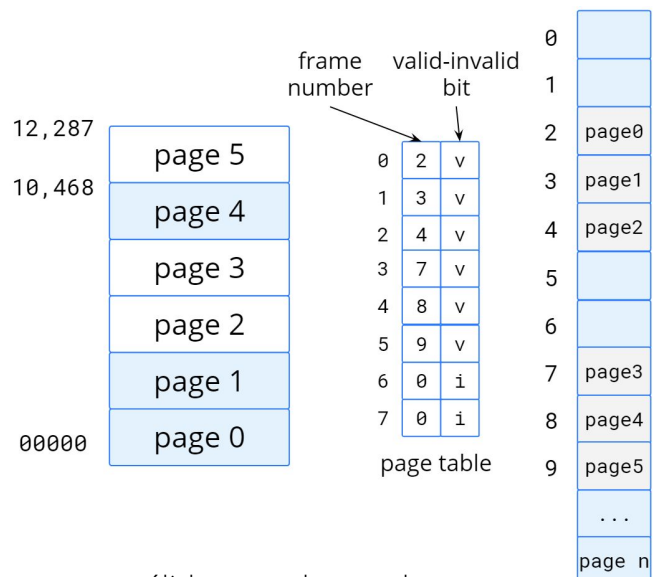 frame
number
valid-invalid
bit
12,287
page 5
10,468
page 4
page 3
page 2
page 1
00000
page 0
0 2 v
1 3 v
2 4 v
3 7 v
4 8 v
5 9 v
6 0 i
7 0 i
page table
0
1
2 page0
3 page1
4 page2
5
6
7 page3
8 page4
9 page5
...
page n